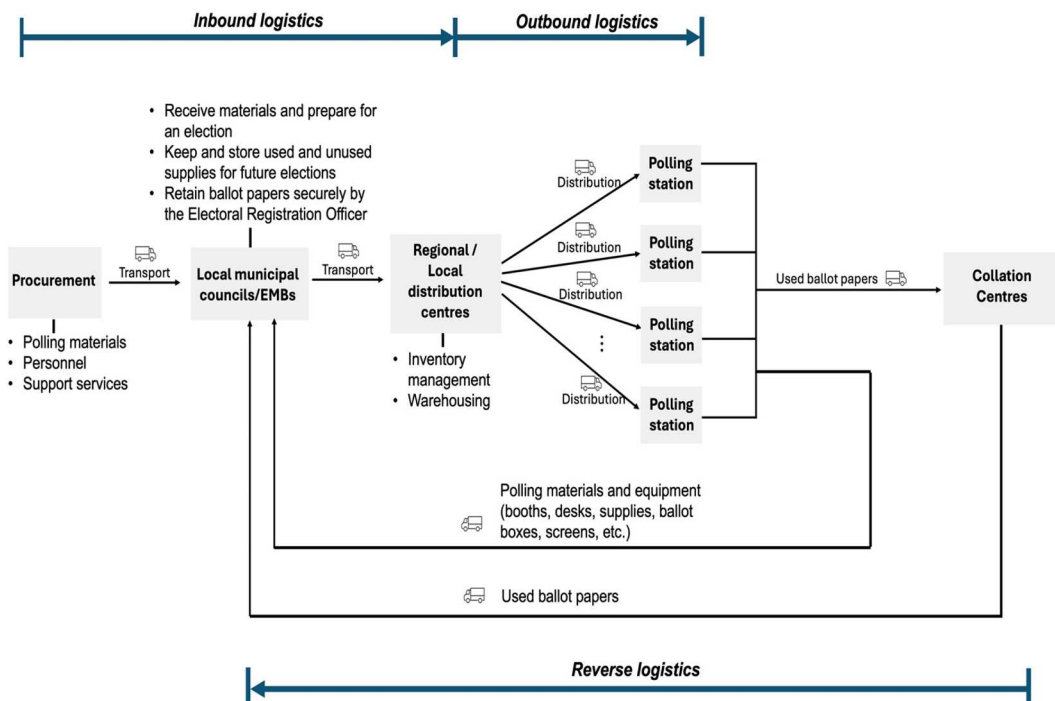 Inbound logistics
Outbound logistics
• Receive materials and prepare for
an election
• Keep and store used and unused
supplies for future elections
• Retain ballot papers securely by
the Electoral Registration Officer
Procurement
Transport
Local municipal
councils/EMBs
Transport
Regional /
Local
distribution
centres
Distribution
Distribution
Distribution
Distribution
Polling
station
Polling
station
Polling
station
⋮
Polling
station
Used ballot papers
Collation
Centres
• Polling materials
• Personnel
• Support services
• Inventory
management
• Warehousing
Polling materials and equipment
(booths, desks, supplies, ballot
boxes, screens, etc.)
Used ballot papers
Reverse logistics